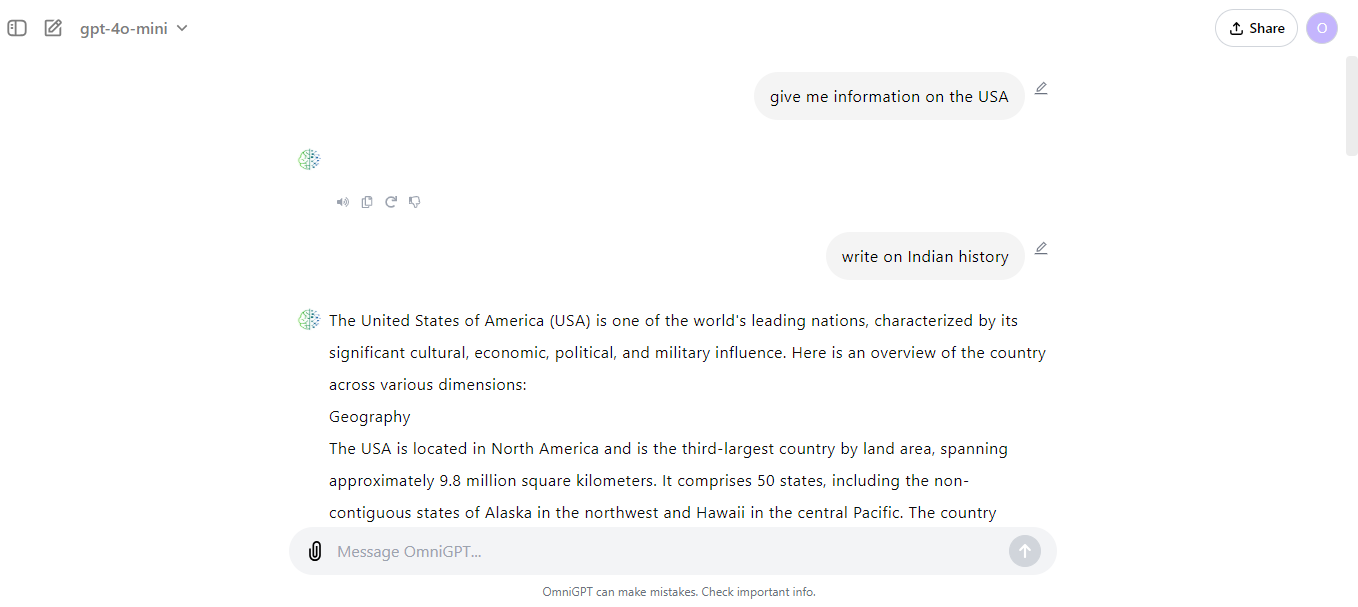 gpt-4o-mini
Share
O
give me information on the USA
write on Indian history
The United States of America (USA) is one of the world's leading nations, characterized by its
significant cultural, economic, political, and military influence. Here is an overview of the country
across various dimensions:
Geography
The USA is located in North America and is the third-largest country by land area, spanning
approximately 9.8 million square kilometers. It comprises 50 states, including the non-
contiguous states of Alaska in the northwest and Hawaii in the central Pacific. The country
Message OmniGPT...
OmniGPT can make mistakes. Check important info.